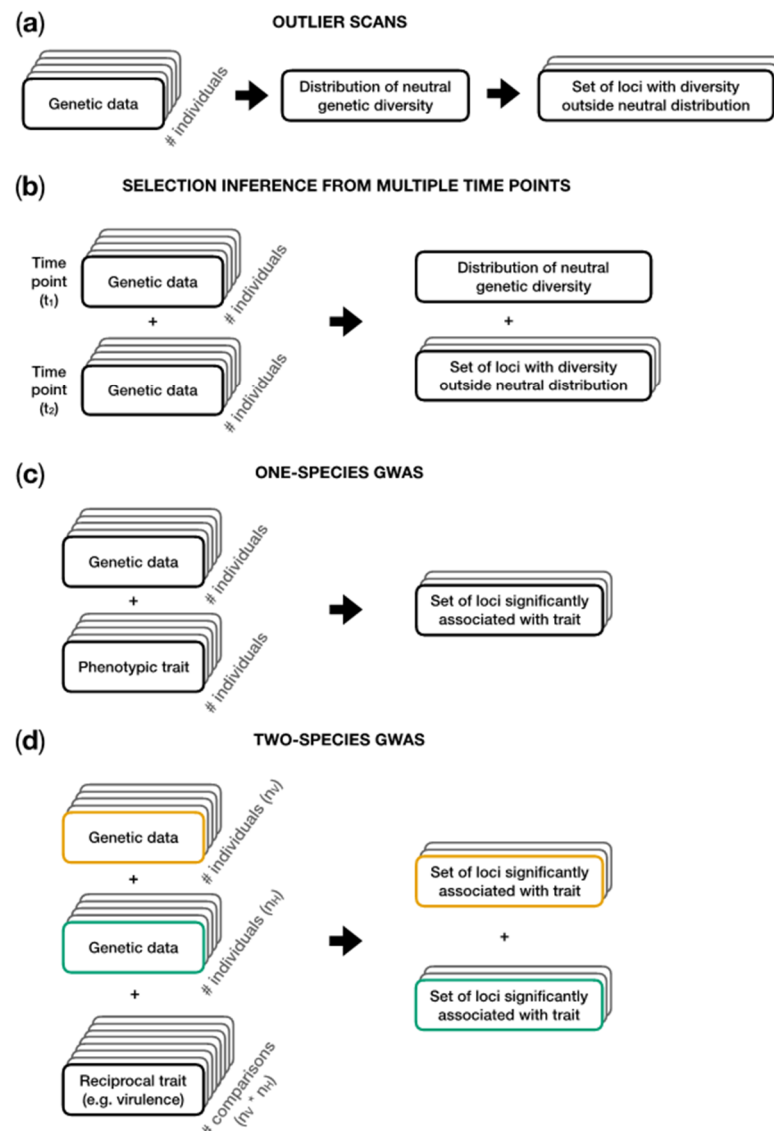 (a)
OUTLIER SCANS
Genetic data
# individuals
Distribution of neutral
genetic diversity
Set of loci with diversity
outside neutral distribution
(b)
SELECTION INFERENCE FROM MULTIPLE TIME POINTS
Time
point
(t₁)
Genetic data
# individuals
+
Time
point
(t₂)
Genetic data
# individuals
Distribution of neutral
genetic diversity
+
Set of loci with diversity
outside neutral distribution
(c)
ONE-SPECIES GWAS
Genetic data
# individuals
+
Phenotypic trait
# individuals
Set of loci significantly
associated with trait
(d)
TWO-SPECIES GWAS
Genetic data
# individuals (nV)
+
Genetic data
# individuals (nH)
+
Reciprocal trait
(e.g. virulence)
# comparisons
(nV * nH)
Set of loci significantly
associated with trait
+
Set of loci significantly
associated with trait